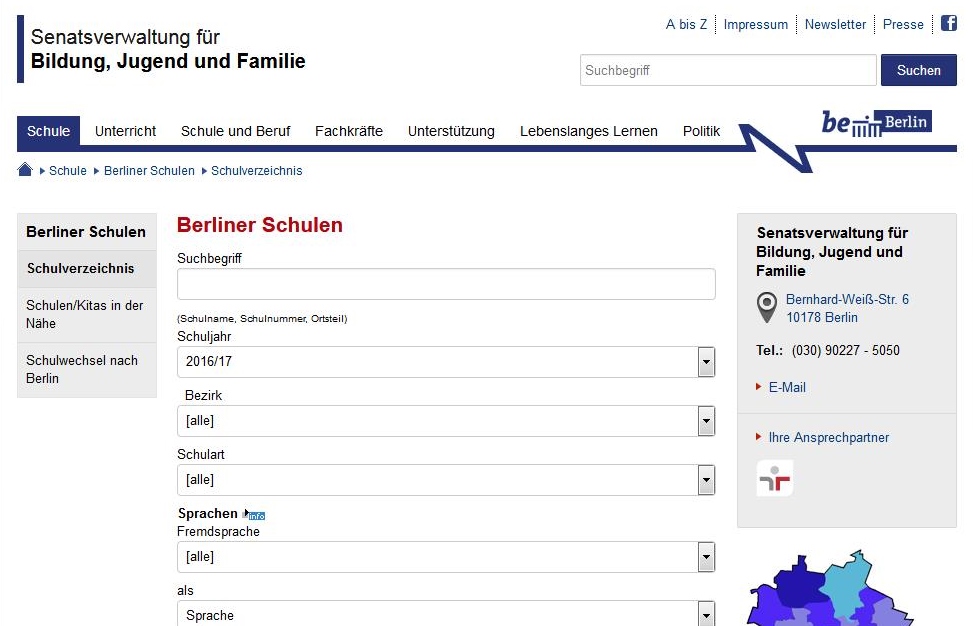 Senatsverwaltung für
Bildung, Jugend und Familie
A bis Z
Impressum
Newsletter
Presse
f
Suchbegriff
Suchen
Schule
Unterricht
Schule und Beruf
Fachkräfte
Unterstützung
Lebenslanges Lernen
Politik
be Berlin
Schule
Berliner Schulen
Schulverzeichnis
Berliner Schulen
Schulverzeichnis
Schulen/Kitas in der
Nähe
Schulwechsel nach
Berlin
Berliner Schulen
Suchbegriff
(Schulname, Schulnummer, Ortsteil)
Schuljahr
2016/17
Bezirk
[alle]
Schulart
[alle]
Sprachen info
Fremdsprache
[alle]
als
Sprache
Senatsverwaltung für
Bildung, Jugend und
Familie
Bernhard-Weiß-Str. 6
10178 Berlin
Tel.: (030) 90227 - 5050
E-Mail
Ihre Ansprechpartner